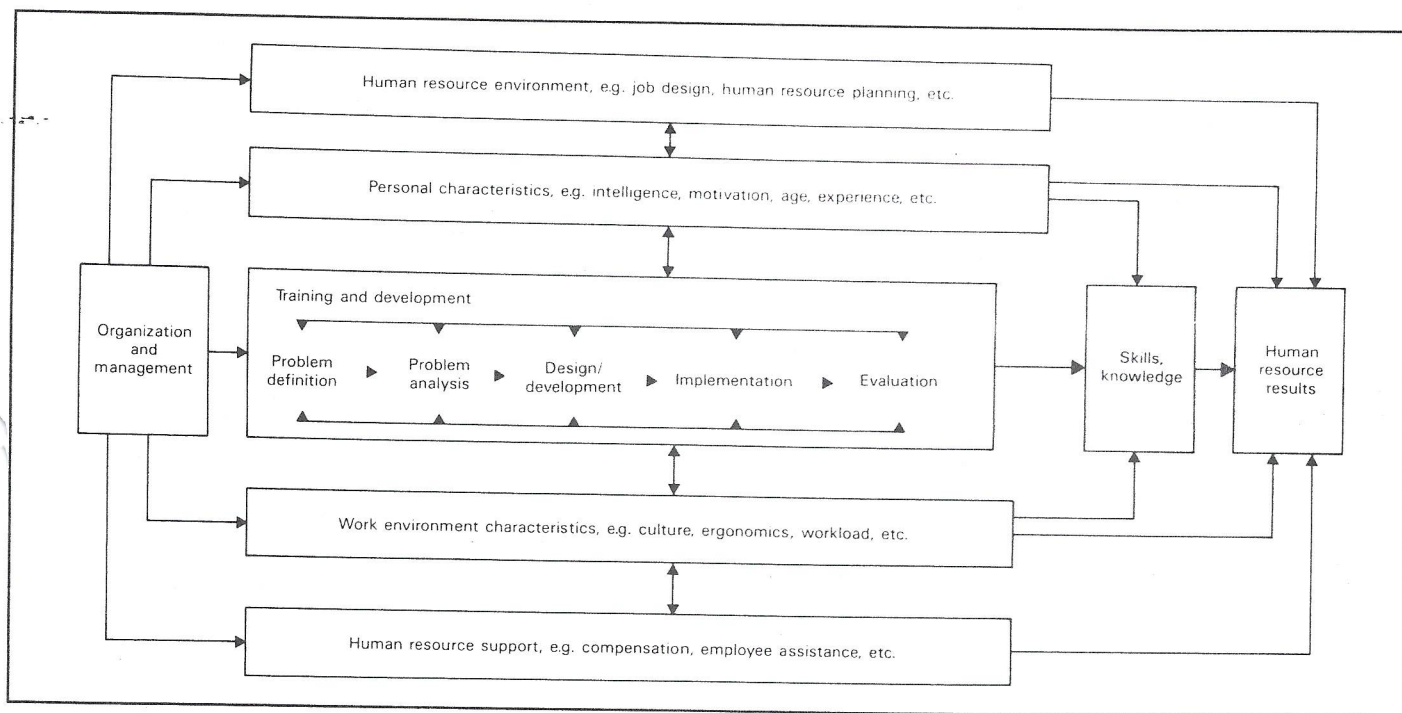 Human resource environment, e.g. job design, human resource planning, etc.
Personal characteristics, e.g. intelligence, motivation, age, experience, etc.
Organization
and
management
Training and development
Problem
definition
Problem
analysis
Design/
development
Implementation
Evaluation
Skills,
knowledge
Human
resource
results
Work environment characteristics, e.g. culture, ergonomics, workload, etc.
Human resource support, e.g. compensation, employee assistance, etc.